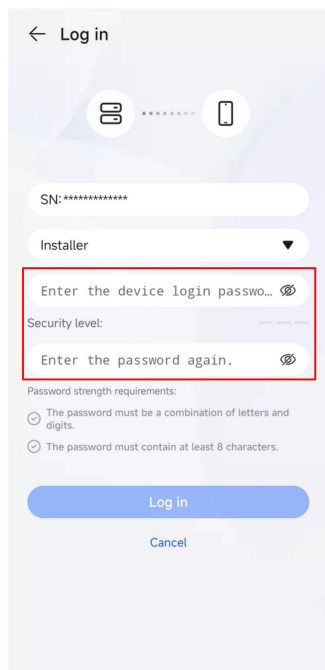 Log in
SN:*************
Installer
Enter the device login passwo...
Security level:
Enter the password again.
Password strength requirements:
The password must be a combination of letters and
digits.
The password must contain at least 8 characters.
Log in
Cancel